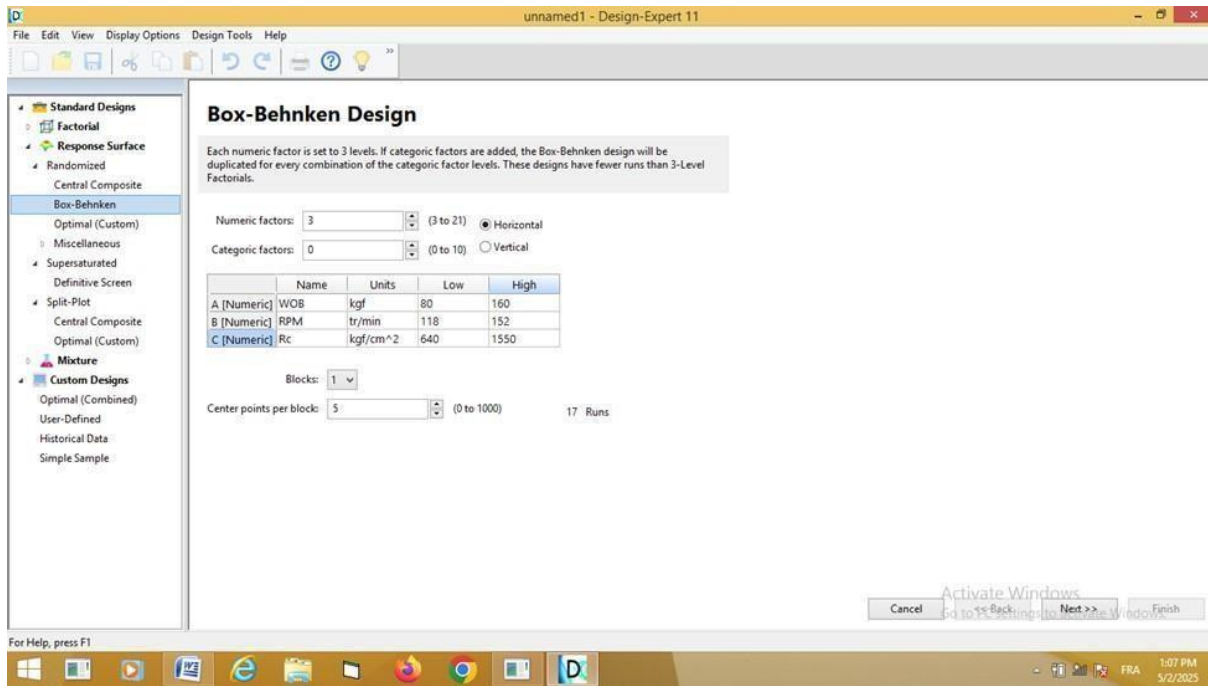 unnamed1 - Design-Expert 11
File Edit View Display Options Design Tools Help
Standard Designs
Factorial
Response Surface
Randomized
Central Composite
Box-Behnken
Optimal (Custom)
Miscellaneous
Supersaturated
Definitive Screen
Split-Plot
Central Composite
Optimal (Custom)
Mixture
Custom Designs
Optimal (Combined)
User-Defined
Historical Data
Simple Sample
Box-Behnken Design
Each numeric factor is set to 3 levels. If categoric factors are added, the Box-Behnken design will be
duplicated for every combination of the categoric factor levels. These designs have fewer runs than 3-Level
Factorials.
Numeric factors: 3 (3 to 21) Horizontal
Categoric factors: 0 (0 to 10) Vertical
Name Units Low High
A [Numeric] WOB kgf 80 160
B [Numeric] RPM tr/min 118 152
C [Numeric] Rc kgf/cm^2 640 1550
Blocks: 1
Center points per block: 5 (0 to 1000) 17 Runs
Activate Windows
Go to PC settings to activate Windows.
Cancel << Back Next >> Finish
For Help, press F1
FRA 1:07 PM
5/2/2025